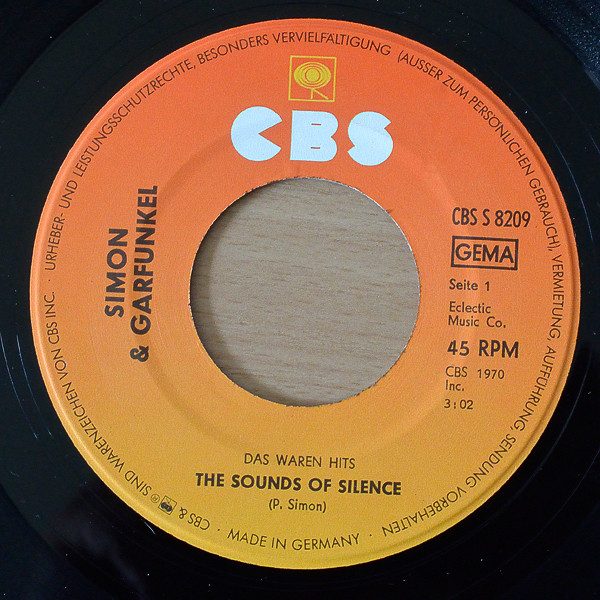 CBS
SIMON
& GARFUNKEL
CBS S 8209
GEMA
Seite 1
Eclectic
Music Co.
45 RPM
CBS 1970
Inc.
3:02
DAS WAREN HITS
THE SOUNDS OF SILENCE
(P. Simon)
® CBS & SIND WARENZEICHEN VON CBS INC. · URHEBER- UND LEISTUNGSSCHUTZRECHTE, BESONDERS VERVIELFÄLTIGUNG (AUSSER ZUM PERSONLICHEN GEBRAUCH), VERMIETUNG, AUFFÜHRUNG, SENDUNG VORBEHALTEN · MADE IN GERMANY ·